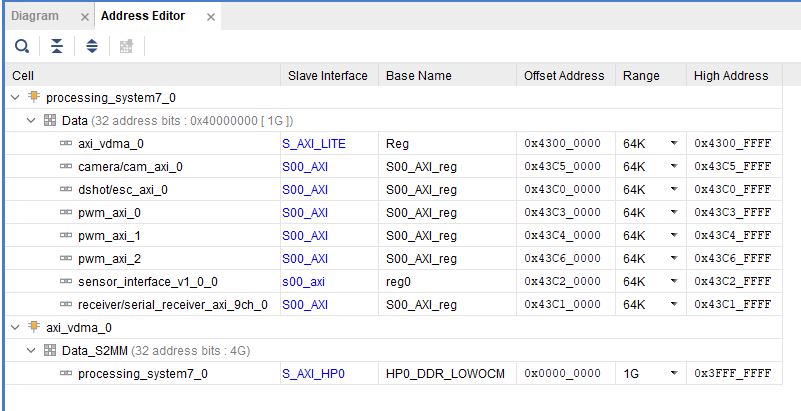 Diagram × Address Editor ×
Cell Slave Interface Base Name Offset Address Range High Address
processing_system7_0
Data (32 address bits : 0x40000000 [ 1G ])
axi_vdma_0 S_AXI_LITE Reg 0x4300_0000 64K 0x4300_FFFF
camera/cam_axi_0 S00_AXI S00_AXI_reg 0x43C5_0000 64K 0x43C5_FFFF
dshot/esc_axi_0 S00_AXI S00_AXI_reg 0x43C0_0000 64K 0x43C0_FFFF
pwm_axi_0 S00_AXI S00_AXI_reg 0x43C3_0000 64K 0x43C3_FFFF
pwm_axi_1 S00_AXI S00_AXI_reg 0x43C4_0000 64K 0x43C4_FFFF
pwm_axi_2 S00_AXI S00_AXI_reg 0x43C6_0000 64K 0x43C6_FFFF
sensor_interface_v1_0_0 s00_axi reg0 0x43C2_0000 64K 0x43C2_FFFF
receiver/serial_receiver_axi_9ch_0 S00_AXI S00_AXI_reg 0x43C1_0000 64K 0x43C1_FFFF
axi_vdma_0
Data_S2MM (32 address bits : 4G)
processing_system7_0 S_AXI_HP0 HP0_DDR_LOWOCM 0x0000_0000 1G 0x3FFF_FFFF